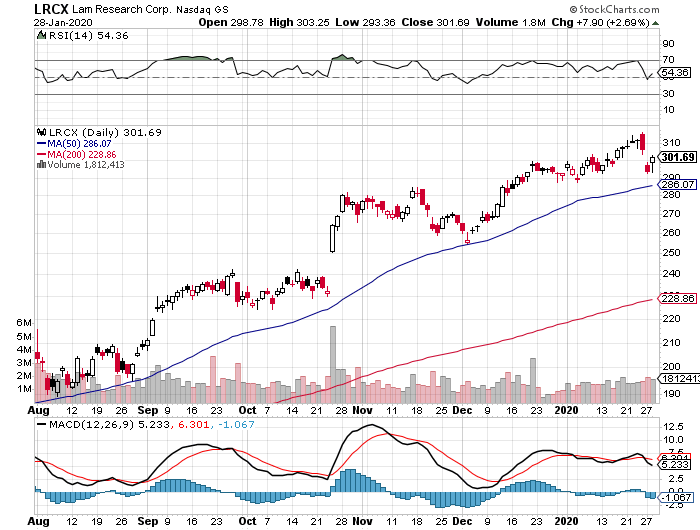 LRCX Lam Research Corp. Nasdaq GS © StockCharts.com
28-Jan-2020 Open 298.78 High 303.25 Low 293.36 Close 301.69 Volume 1.8M Chg +7.90 (+2.69%)
RSI(14) 54.36
90
70
54.36
50
30
10
LRCX (Daily) 301.69
MA(50) 286.07
MA(200) 228.86
Volume 1,812,413
310
301.69
290
286.07
280
270
260
250
240
230
228.86
220
210
200
190
1812413
6M
5M
4M
3M
2M
1M
Aug 12 19 26 Sep 9 16 23 Oct 7 14 21 28 Nov 11 18 25 Dec 9 16 23 2020 13 21 27
MACD(12,26,9) 5.233, 6.301, -1.067
12.5
10.0
7.5
6.301
5.233
2.5
0.0
-1.067
-2.5
-5.0
Aug 12 19 26 Sep 9 16 23 Oct 7 14 21 28 Nov 11 18 25 Dec 9 16 23 2020 13 21 27